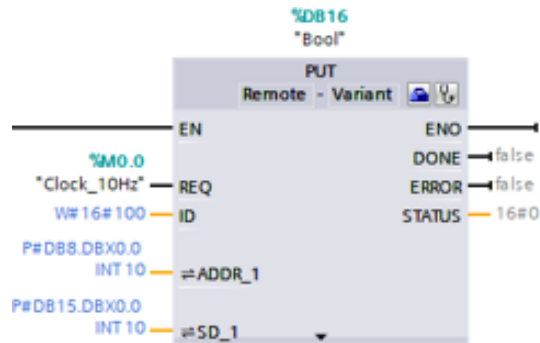 %DB16
"Bool"
PUT
Remote - Variant
EN ENO
%M0.0 DONE false
"Clock_10Hz" REQ ERROR false
W#16#100 ID STATUS 16#0
P#DB8.DBX0.0
INT 10 ⇌ADDR_1
P#DB15.DBX0.0
INT 10 ⇌SD_1